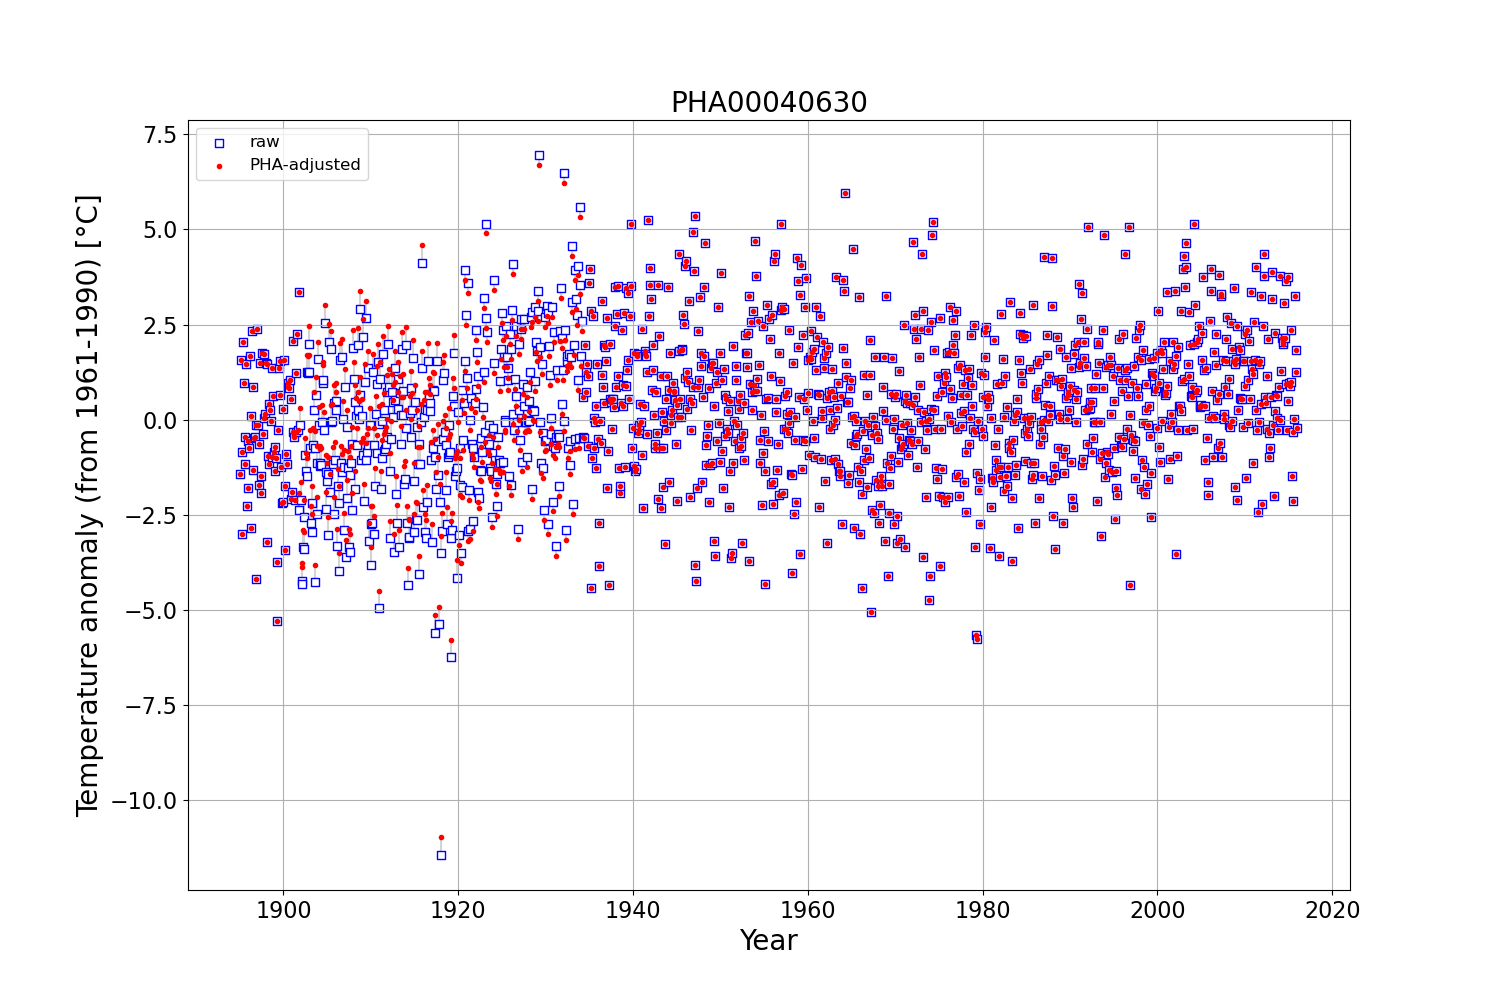 PHA00040630
raw
PHA-adjusted
Temperature anomaly (from 1961-1990) [°C]
7.5
5.0
2.5
0.0
−2.5
−5.0
−7.5
−10.0
1900 1920 1940 1960 1980 2000 2020
Year